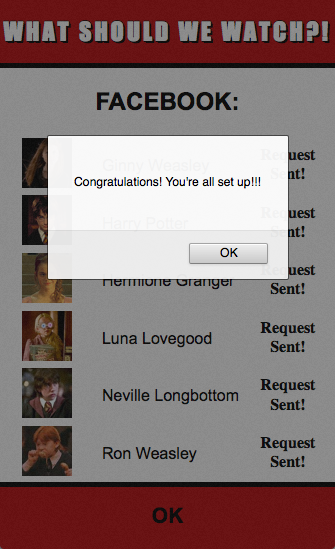 WHAT SHOULD WE WATCH?!
FACEBOOK:
Ginny Weasley
Request
Sent!
Congratulations! You're all set up!!!
Harry Potter
Request
Sent!
OK
Hermione Granger
Request
Sent!
Luna Lovegood
Request
Sent!
Neville Longbottom
Request
Sent!
Ron Weasley
Request
Sent!
OK